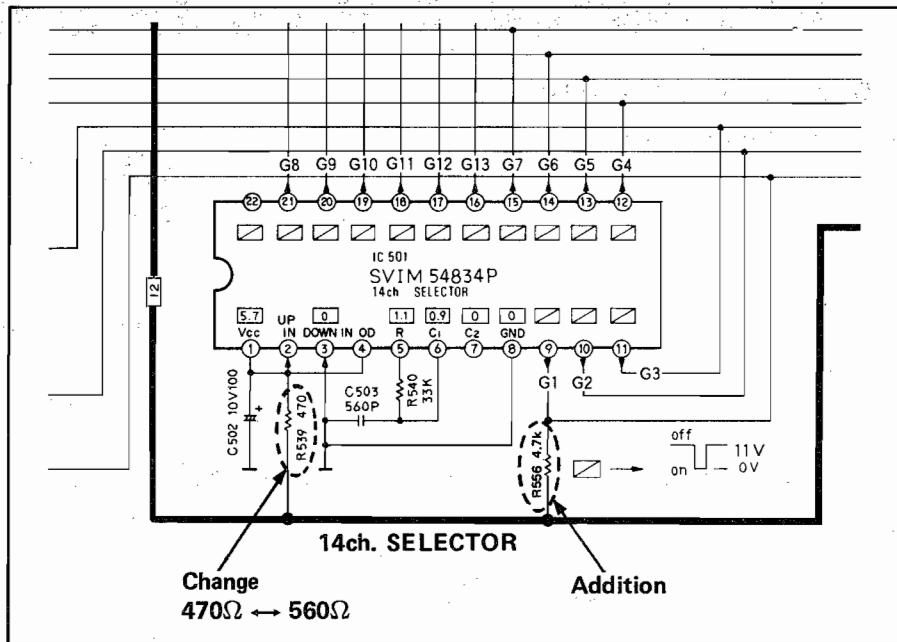 G8 G9 G10 G11 G12 G13 G7 G6 G5 G4
22 21 20 19 18 17 16 15 14 13 12
IC 501
SVIM 54834P
14ch SELECTOR
12
5.7 0 1.1 0.9 0 0
Vcc UP IN DOWN IN OD R C1 C2 GND
1 2 3 4 5 6 7 8 9 10 11
G1 G2 G3
C502 10V100
+
R539 470
C503
560P
R540
33K
R556 4.7k
off
on
11V
0V
14ch. SELECTOR
Change
470Ω ↔ 560Ω
Addition